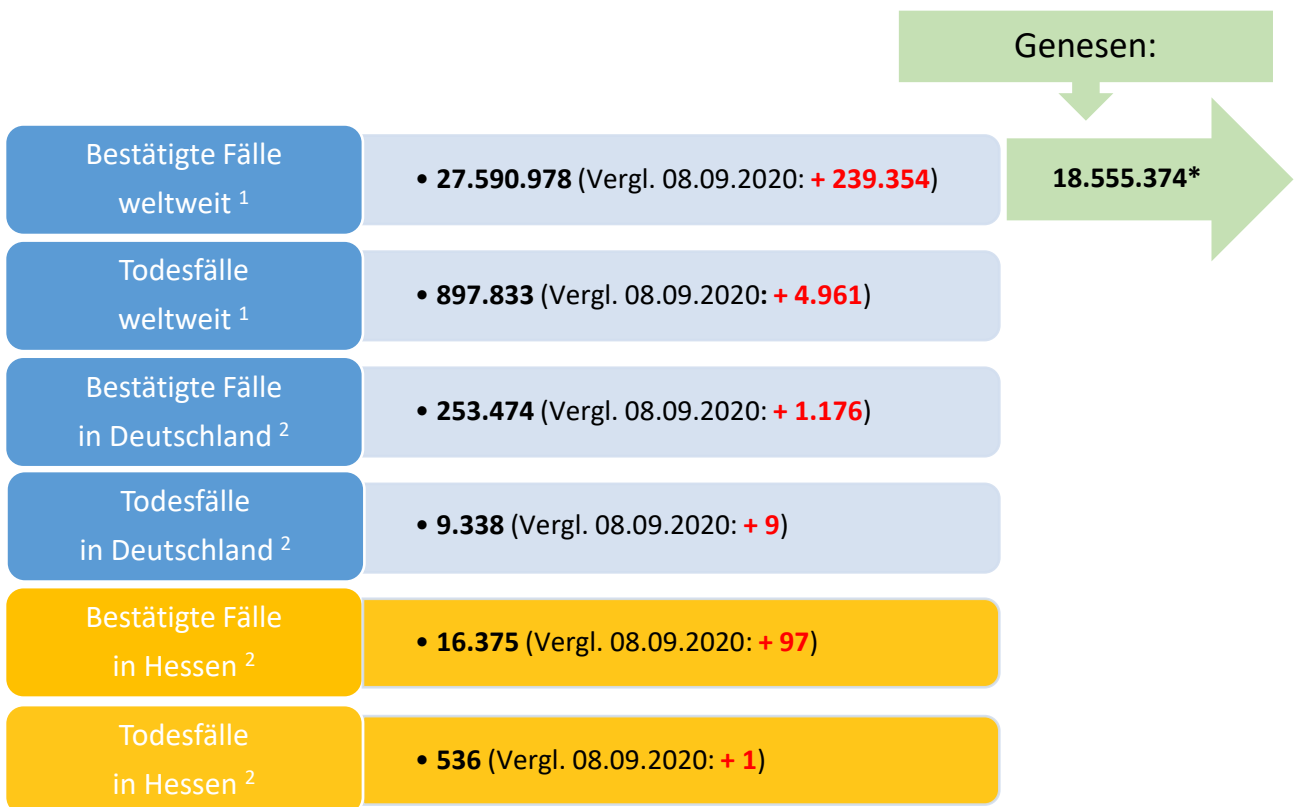 Genesen:
Bestätigte Fälle
weltweit ¹
• 27.590.978 (Vergl. 08.09.2020: + 239.354)
18.555.374*
Todesfälle
weltweit ¹
• 897.833 (Vergl. 08.09.2020: + 4.961)
Bestätigte Fälle
in Deutschland ²
• 253.474 (Vergl. 08.09.2020: + 1.176)
Todesfälle
in Deutschland ²
• 9.338 (Vergl. 08.09.2020: + 9)
Bestätigte Fälle
in Hessen ²
• 16.375 (Vergl. 08.09.2020: + 97)
Todesfälle
in Hessen ²
• 536 (Vergl. 08.09.2020: + 1)